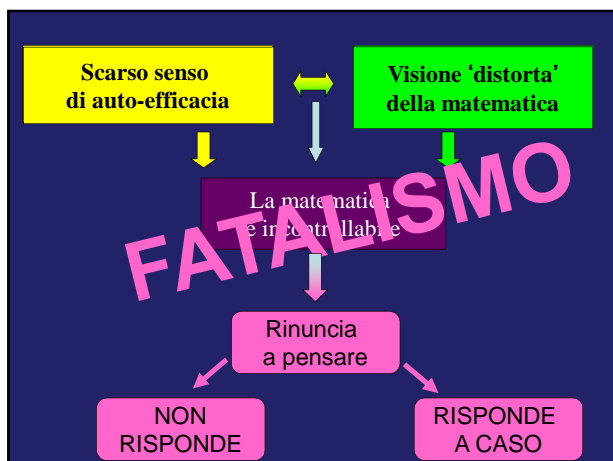 Scarso senso
di auto-efficacia
Visione ‘distorta’
della matematica
La matematica
è incontrollabile
FATALISMO
Rinuncia
a pensare
NON
RISPONDE
RISPONDE
A CASO